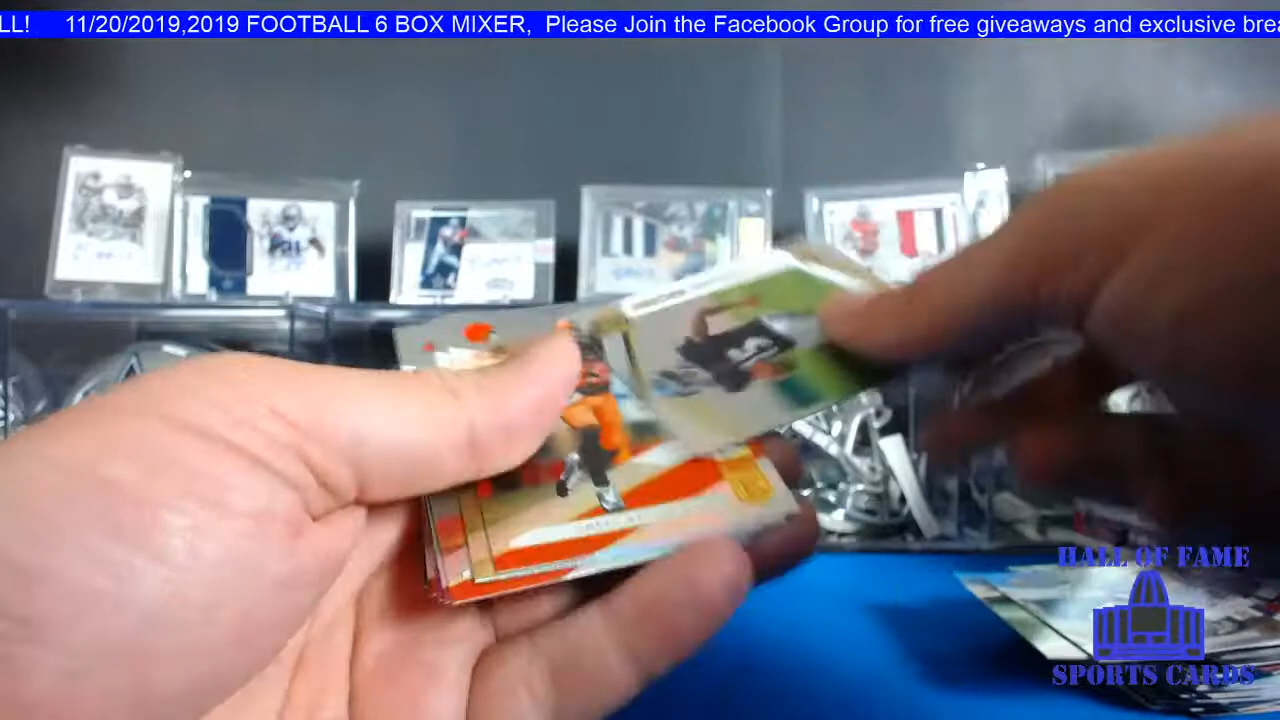 LL! 11/20/2019,2019 FOOTBALL 6 BOX MIXER, Please Join the Facebook Group for free giveaways and exclusive brea
HALL OF FAME
SPORTS CARDS